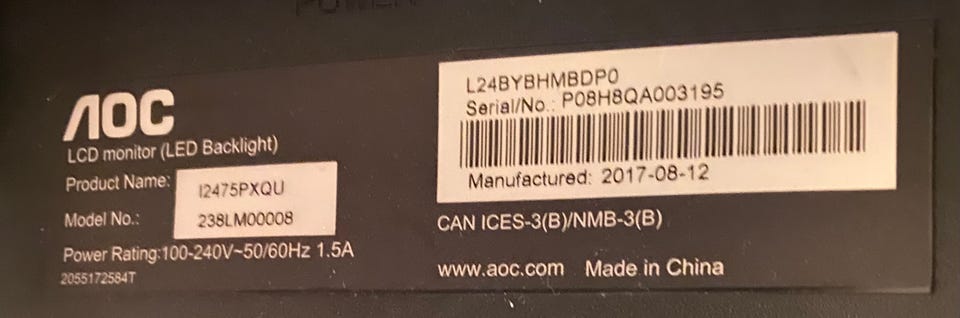 POWER
AOC
LCD monitor (LED Backlight)
Product Name: I2475PXQU
Model No.: 238LM00008
Power Rating:100-240V~50/60Hz 1.5A
2055172584T
L24BYBHMBDP0
Serial/No.: P08H8QA003195
Manufactured: 2017-08-12
CAN ICES-3(B)/NMB-3(B)
www.aoc.com Made in China